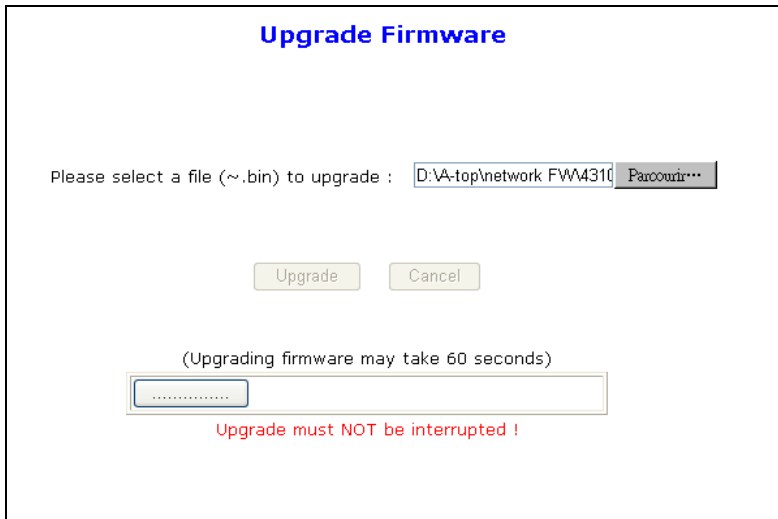 Upgrade Firmware
Please select a file (~.bin) to upgrade : D:\A-top\network FW\4310 Parcourir...
Upgrade Cancel
(Upgrading firmware may take 60 seconds)
...............
Upgrade must NOT be interrupted !